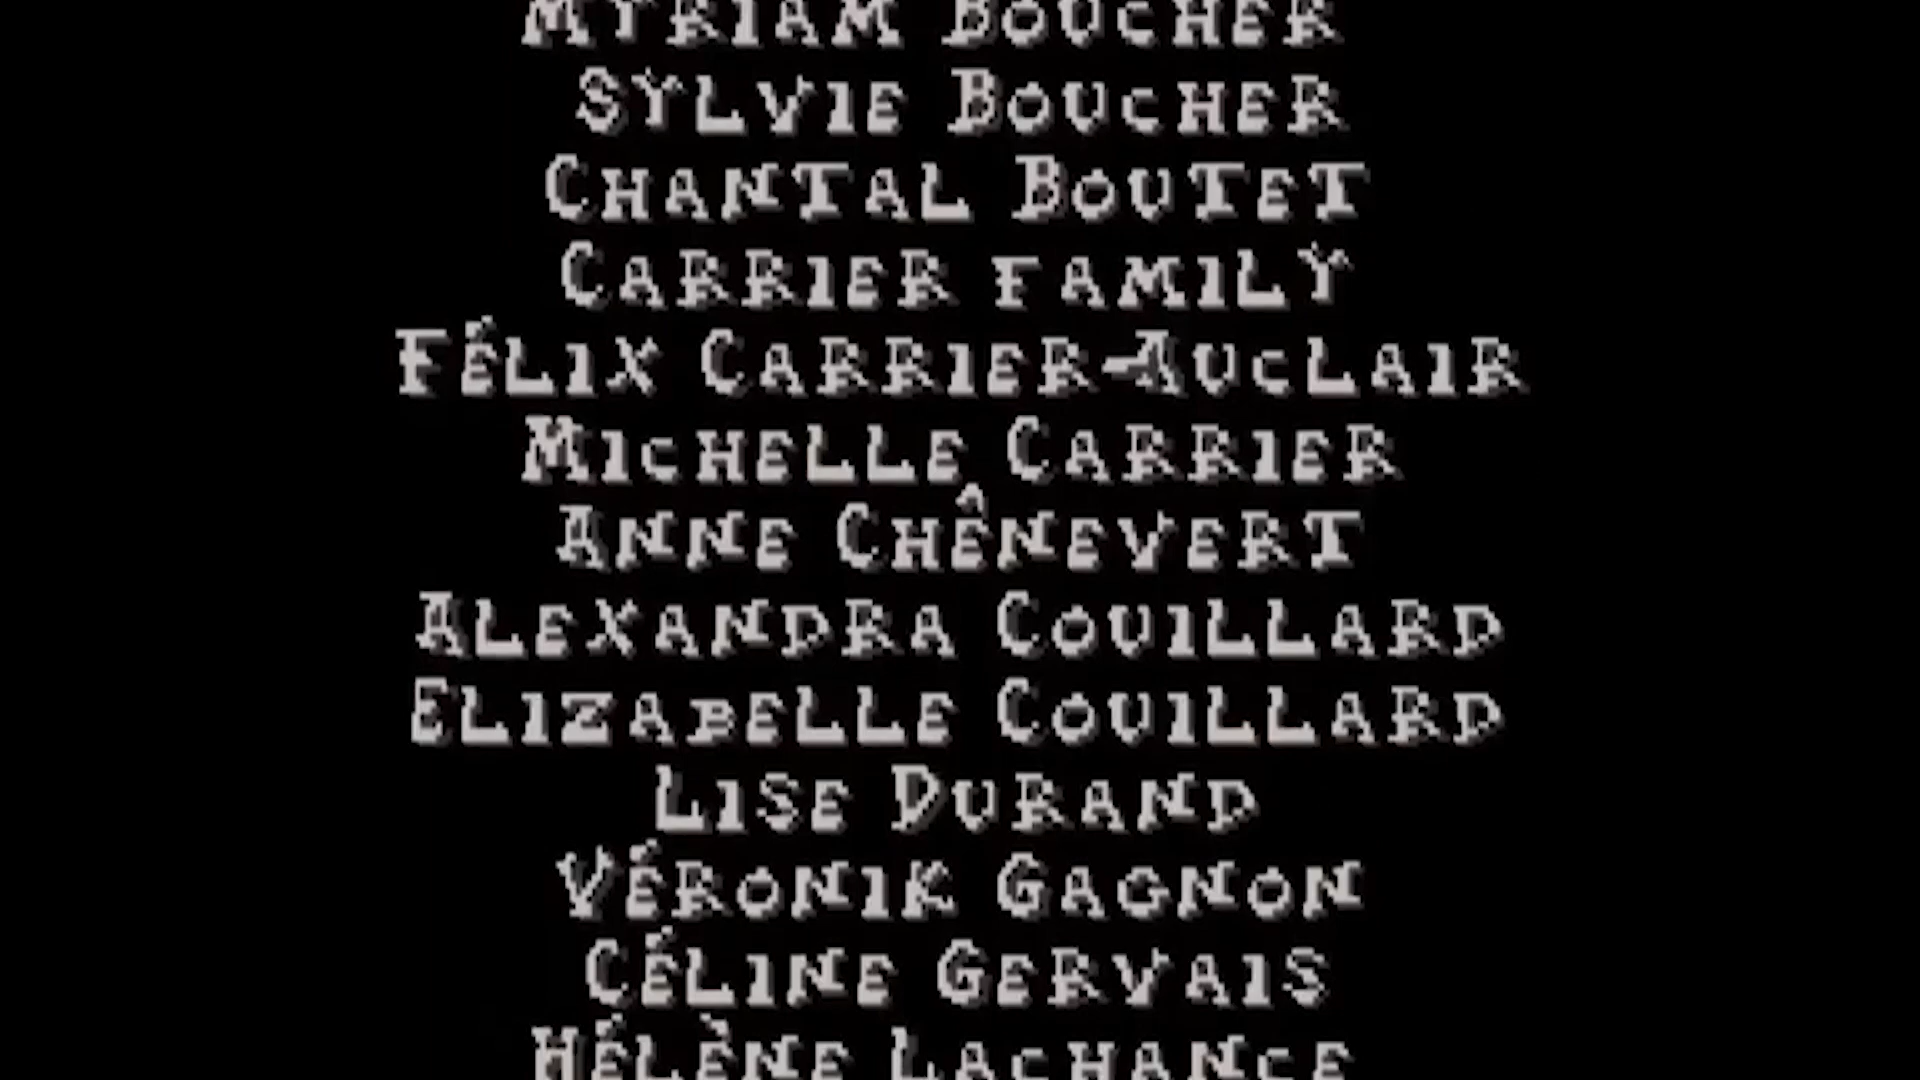 Myriam Boucher
Sylvie Boucher
Chantal Boutet
Carrier family
Félix Carrier-Auclair
Michelle Carrier
Anne Chênevert
Alexandra Couillard
Elizabelle Couillard
Lise Durand
Véronik Gagnon
Céline Gervais
Hélène Lachance